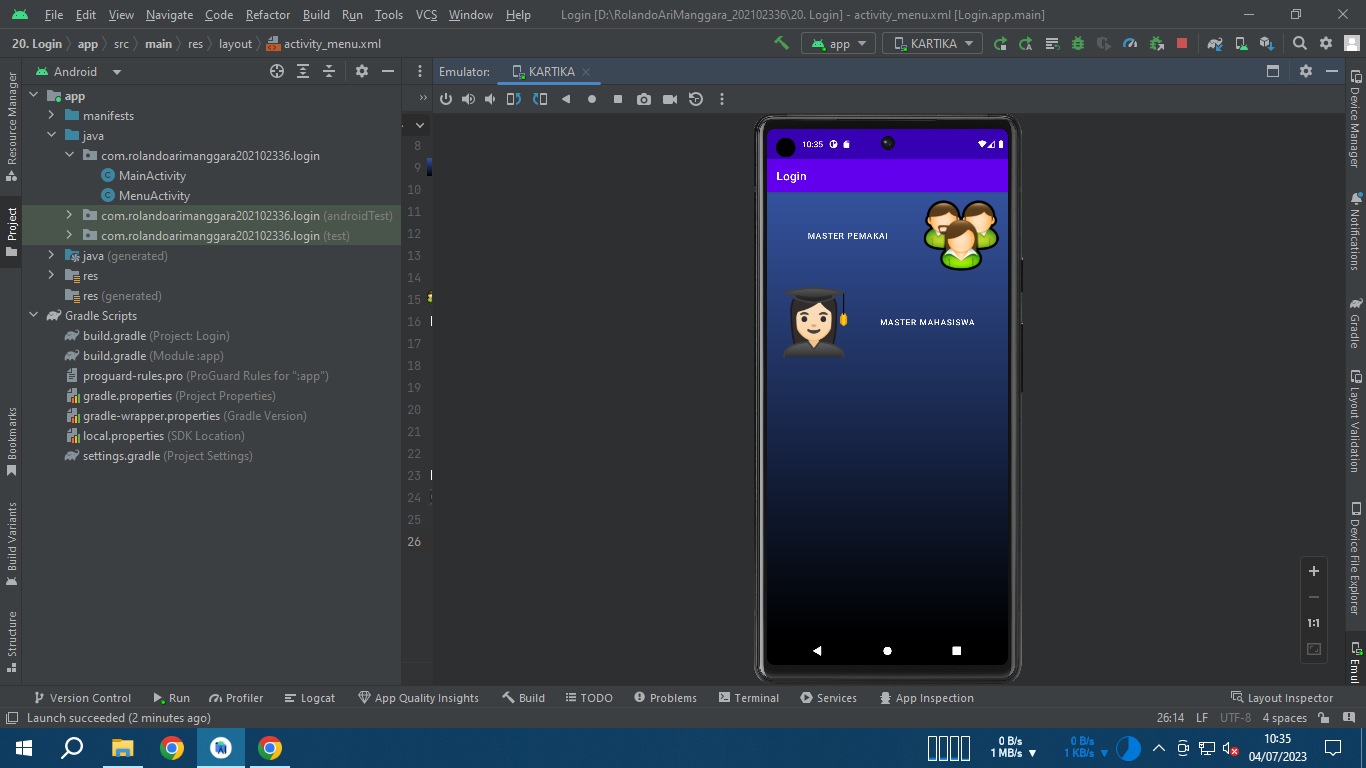 File Edit View Navigate Code Refactor Build Run Tools VCS Window Help Login [D:\RolandoAriManggara_202102336\20. Login] - activity_menu.xml [Login.app.main]
20. Login app src main res layout activity_menu.xml app KARTIKA
Android Emulator: KARTIKA
app
manifests
java
com.rolandoarimanggara202102336.login
MainActivity
MenuActivity
com.rolandoarimanggara202102336.login (androidTest)
com.rolandoarimanggara202102336.login (test)
java (generated)
res
res (generated)
Gradle Scripts
build.gradle (Project: Login)
build.gradle (Module :app)
proguard-rules.pro (ProGuard Rules for ":app")
gradle.properties (Project Properties)
gradle-wrapper.properties (Gradle Version)
local.properties (SDK Location)
settings.gradle (Project Settings)
8
9
10
11
12
13
14
15
16
17
18
19
20
21
22
23
24
25
26
10:35
Login
MASTER PEMAKAI
MASTER MAHASISWA
1:1
Resource Manager
Project
Bookmarks
Build Variants
Structure
Device Manager
Notifications
Gradle
Layout Validation
Device File Explorer
Emul
Version Control Run Profiler Logcat App Quality Insights Build TODO Problems Terminal Services App Inspection Layout Inspector
Launch succeeded (2 minutes ago) 26:14 LF UTF-8 4 spaces
0 B/s
1 MB/s
0 B/s
1 KB/s
10:35
04/07/2023